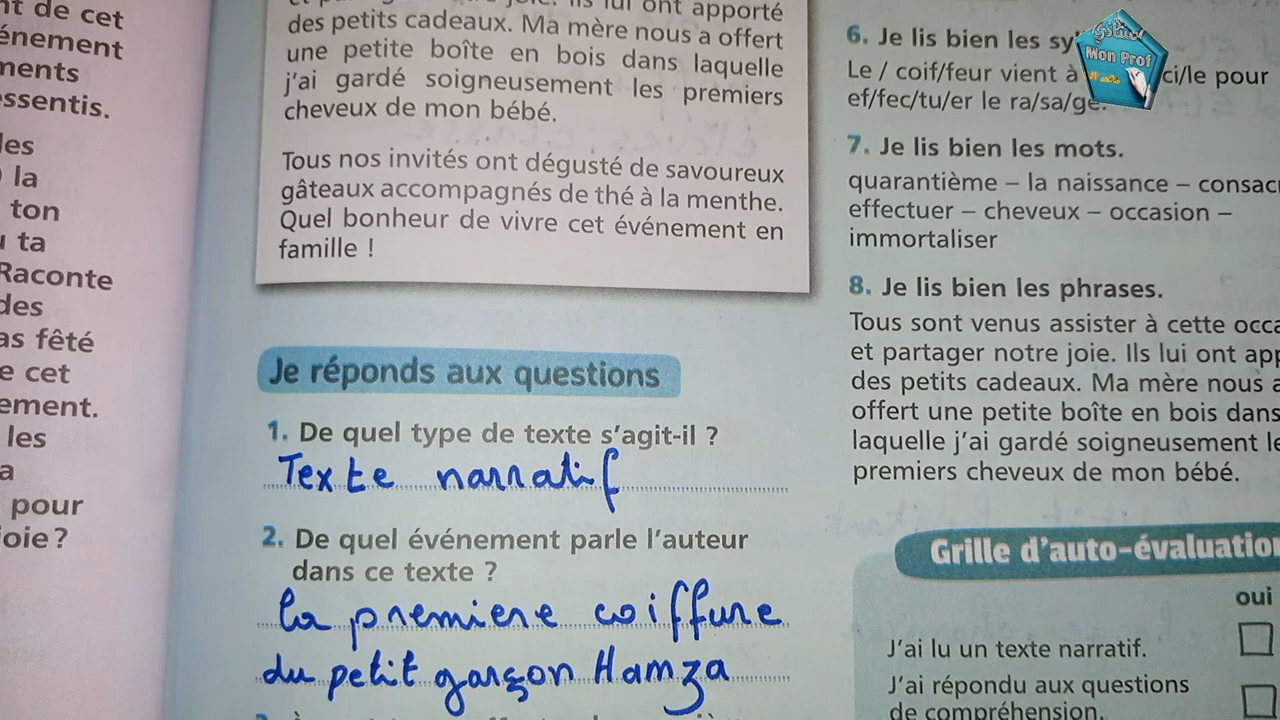 nt de cet
énement
ments
essentis.
les
la
ton
ta
Raconte
des
as fêté
e cet
ement.
les
a
pour
joie ?
et par joie. Ils lui ont apporté
des petits cadeaux. Ma mère nous a offert
une petite boîte en bois dans laquelle
j'ai gardé soigneusement les premiers
cheveux de mon bébé.
Tous nos invités ont dégusté de savoureux
gâteaux accompagnés de thé à la menthe.
Quel bonheur de vivre cet événement en
famille !
Je réponds aux questions
1. De quel type de texte s'agit-il ?
Texte narratif
2. De quel événement parle l'auteur
dans ce texte ?
la premiere coiffure
du petit garçon Hamza
6. Je lis bien les sy
Mon Prof
Le / coif/feur vient à ci/le pour
ef/fec/tu/er le ra/sa/ge.
7. Je lis bien les mots.
quarantième – la naissance – consac
effectuer – cheveux – occasion –
immortaliser
8. Je lis bien les phrases.
Tous sont venus assister à cette occa
et partager notre joie. Ils lui ont app
des petits cadeaux. Ma mère nous a
offert une petite boîte en bois dans
laquelle j'ai gardé soigneusement le
premiers cheveux de mon bébé.
Grille d'auto-évaluation
oui
J'ai lu un texte narratif.
J'ai répondu aux questions
de compréhension.